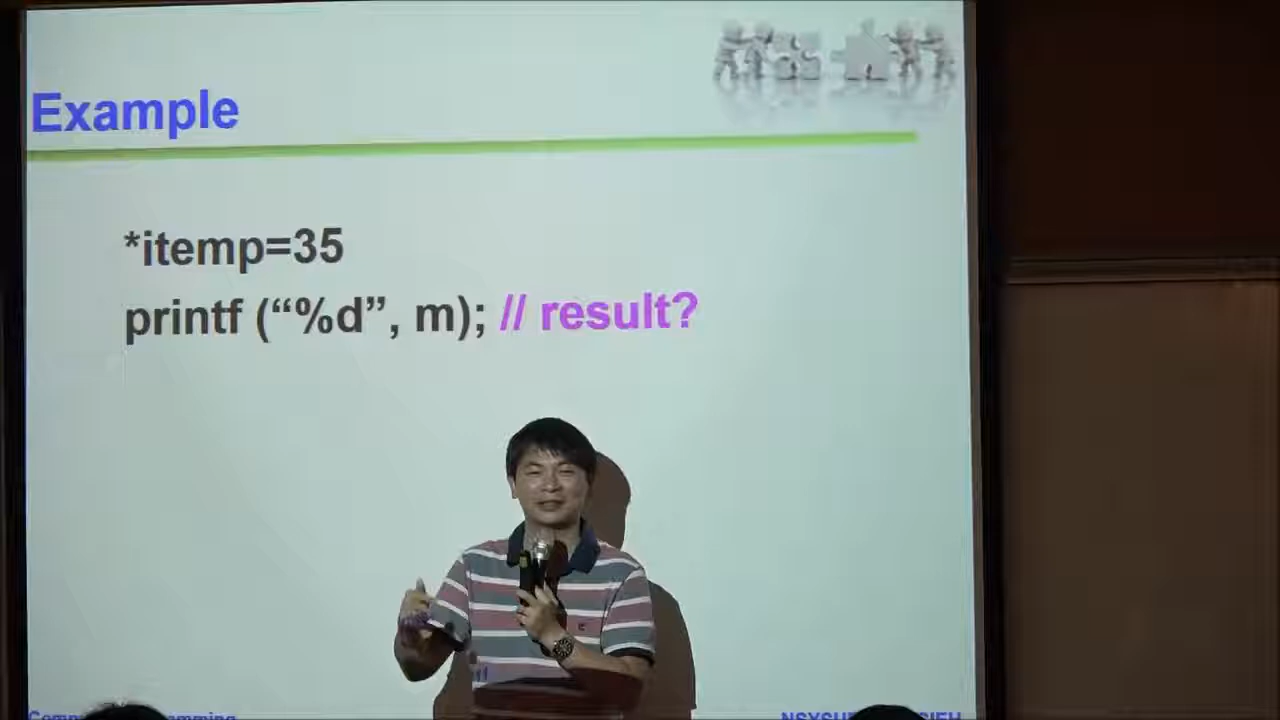 Example
*itemp=35
printf (“%d”, m); // result?